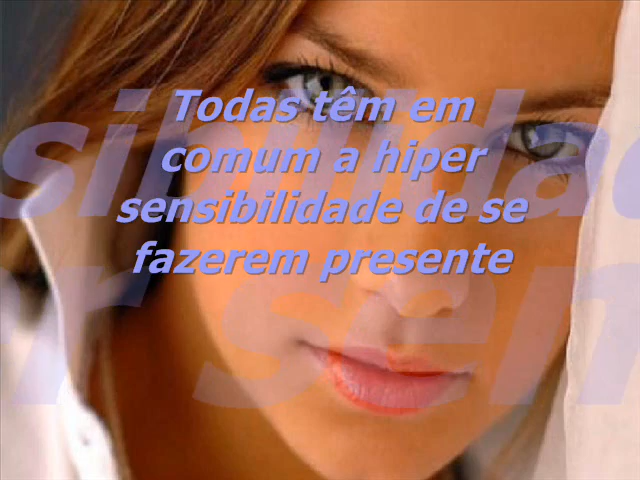 Todas têm em
comum a hiper
sensibilidade de se
fazerem presente